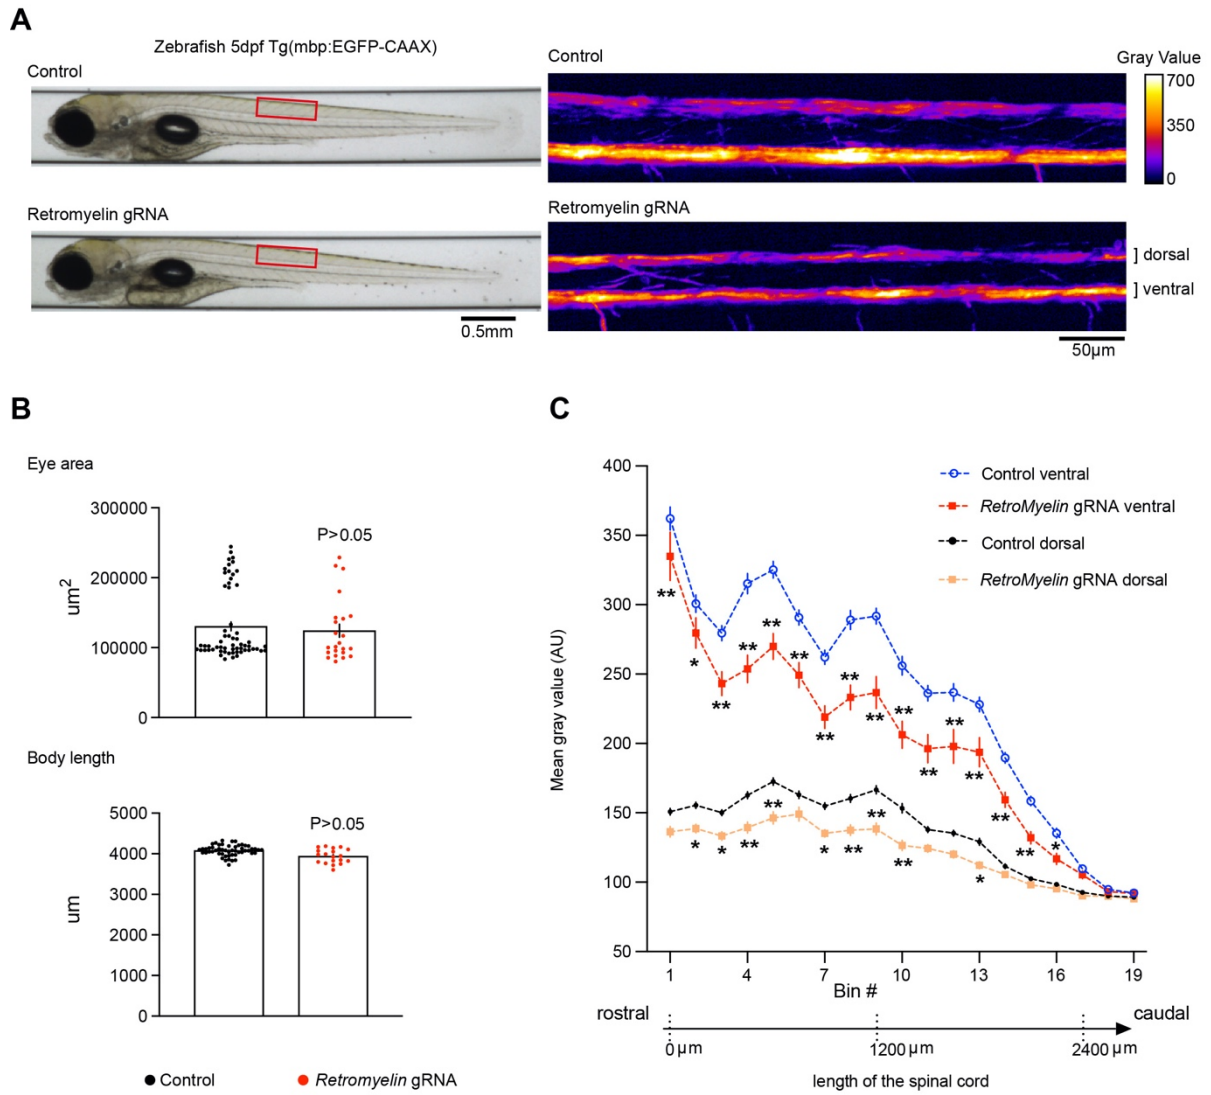 A
Zebrafish 5dpf Tg(mbp:EGFP-CAAX)
Control
Retromyelin gRNA
0.5mm
Control
Gray Value
700
350
0
Retromyelin gRNA
] dorsal
] ventral
50µm
B
Eye area
um²
300000
200000
100000
0
P>0.05
Body length
um
5000
4000
3000
2000
1000
0
P>0.05
Control
Retromyelin gRNA
C
Mean gray value (AU)
400
350
300
250
200
150
100
50
Control ventral
RetroMyelin gRNA ventral
Control dorsal
RetroMyelin gRNA dorsal
**
*
**
**
**
**
**
**
**
**
**
**
**
**
**
*
*
*
**
**
*
**
**
**
*
1 4 7 10 13 16 19
Bin #
rostral
caudal
0µm 1200µm 2400µm
length of the spinal cord